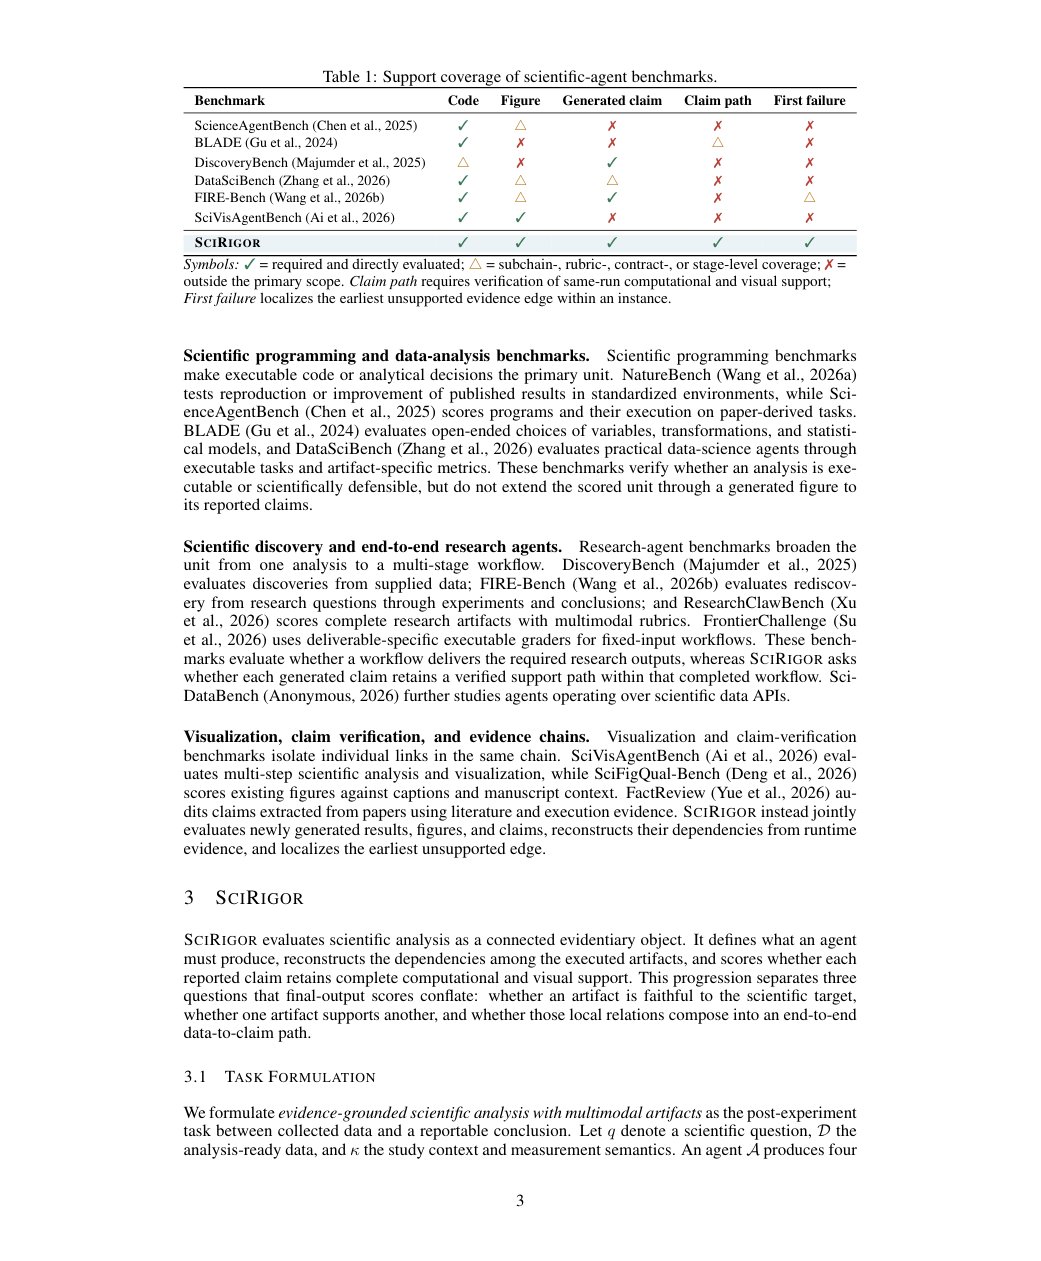 Table 1: Support coverage of scientific-agent benchmarks.
Benchmark Code Figure Generated claim Claim path First failure
ScienceAgentBench (Chen et al., 2025) ✓ △ ✗ ✗ ✗
BLADE (Gu et al., 2024) ✓ ✗ ✗ △ ✗
DiscoveryBench (Majumder et al., 2025) △ ✗ ✓ ✗ ✗
DataSciBench (Zhang et al., 2026) ✓ △ △ ✗ ✗
FIRE-Bench (Wang et al., 2026b) ✓ △ ✓ ✗ △
SciVisAgentBench (Ai et al., 2026) ✓ ✓ ✗ ✗ ✗
SCIRIGOR ✓ ✓ ✓ ✓ ✓
Symbols: ✓ = required and directly evaluated; △ = subchain-, rubric-, contract-, or stage-level coverage; ✗ =
outside the primary scope. Claim path requires verification of same-run computational and visual support;
First failure localizes the earliest unsupported evidence edge within an instance.
Scientific programming and data-analysis benchmarks. Scientific programming benchmarks
make executable code or analytical decisions the primary unit. NatureBench (Wang et al., 2026a)
tests reproduction or improvement of published results in standardized environments, while Sci-
enceAgentBench (Chen et al., 2025) scores programs and their execution on paper-derived tasks.
BLADE (Gu et al., 2024) evaluates open-ended choices of variables, transformations, and statisti-
cal models, and DataSciBench (Zhang et al., 2026) evaluates practical data-science agents through
executable tasks and artifact-specific metrics. These benchmarks verify whether an analysis is exe-
cutable or scientifically defensible, but do not extend the scored unit through a generated figure to
its reported claims.
Scientific discovery and end-to-end research agents. Research-agent benchmarks broaden the
unit from one analysis to a multi-stage workflow. DiscoveryBench (Majumder et al., 2025)
evaluates discoveries from supplied data; FIRE-Bench (Wang et al., 2026b) evaluates rediscov-
ery from research questions through experiments and conclusions; and ResearchClawBench (Xu
et al., 2026) scores complete research artifacts with multimodal rubrics. FrontierChallenge (Su
et al., 2026) uses deliverable-specific executable graders for fixed-input workflows. These bench-
marks evaluate whether a workflow delivers the required research outputs, whereas SCIRIGOR asks
whether each generated claim retains a verified support path within that completed workflow. Sci-
DataBench (Anonymous, 2026) further studies agents operating over scientific data APIs.
Visualization, claim verification, and evidence chains. Visualization and claim-verification
benchmarks isolate individual links in the same chain. SciVisAgentBench (Ai et al., 2026) eval-
uates multi-step scientific analysis and visualization, while SciFigQual-Bench (Deng et al., 2026)
scores existing figures against captions and manuscript context. FactReview (Yue et al., 2026) au-
dits claims extracted from papers using literature and execution evidence. SCIRIGOR instead jointly
evaluates newly generated results, figures, and claims, reconstructs their dependencies from runtime
evidence, and localizes the earliest unsupported edge.
3 SCIRIGOR
SCIRIGOR evaluates scientific analysis as a connected evidentiary object. It defines what an agent
must produce, reconstructs the dependencies among the executed artifacts, and scores whether each
reported claim retains complete computational and visual support. This progression separates three
questions that final-output scores conflate: whether an artifact is faithful to the scientific target,
whether one artifact supports another, and whether those local relations compose into an end-to-end
data-to-claim path.
3.1 TASK FORMULATION
We formulate evidence-grounded scientific analysis with multimodal artifacts as the post-experiment
task between collected data and a reportable conclusion. Let q denote a scientific question, 𝒟 the
analysis-ready data, and κ the study context and measurement semantics. An agent 𝒜 produces four
3